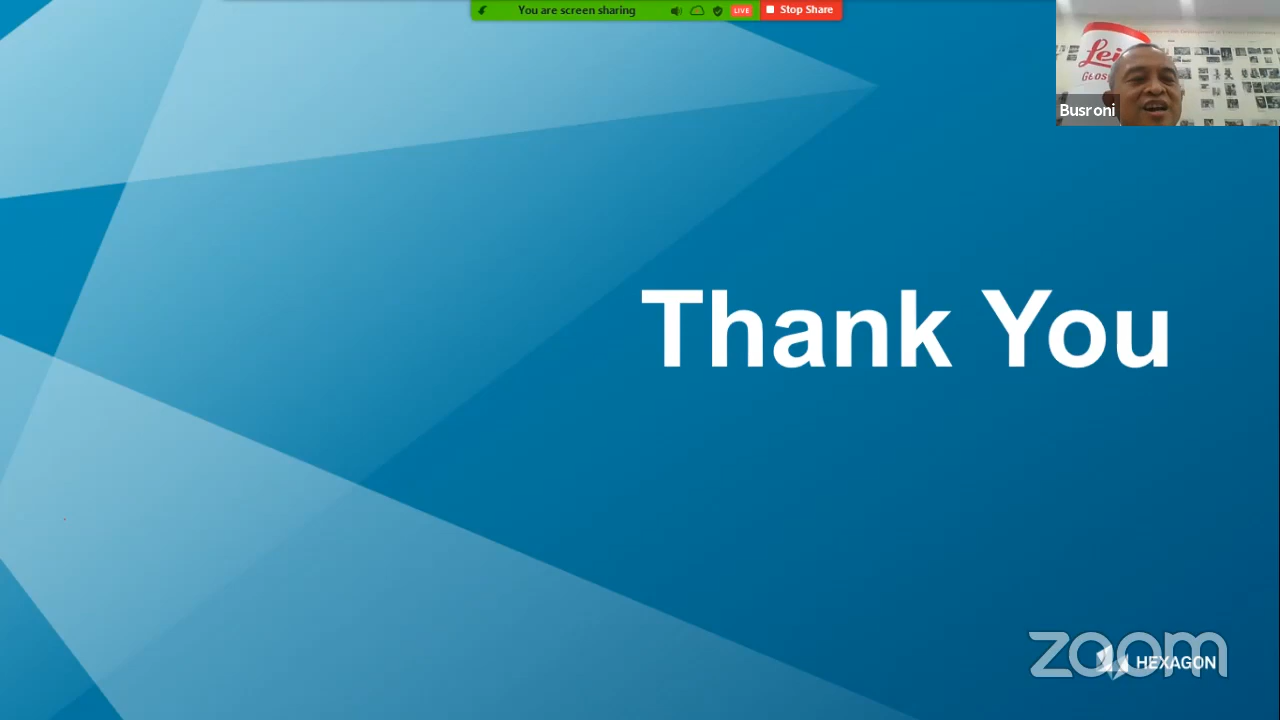 You are screen sharing
LIVE
Stop Share
Busroni
Thank You
zoom
HEXAGON